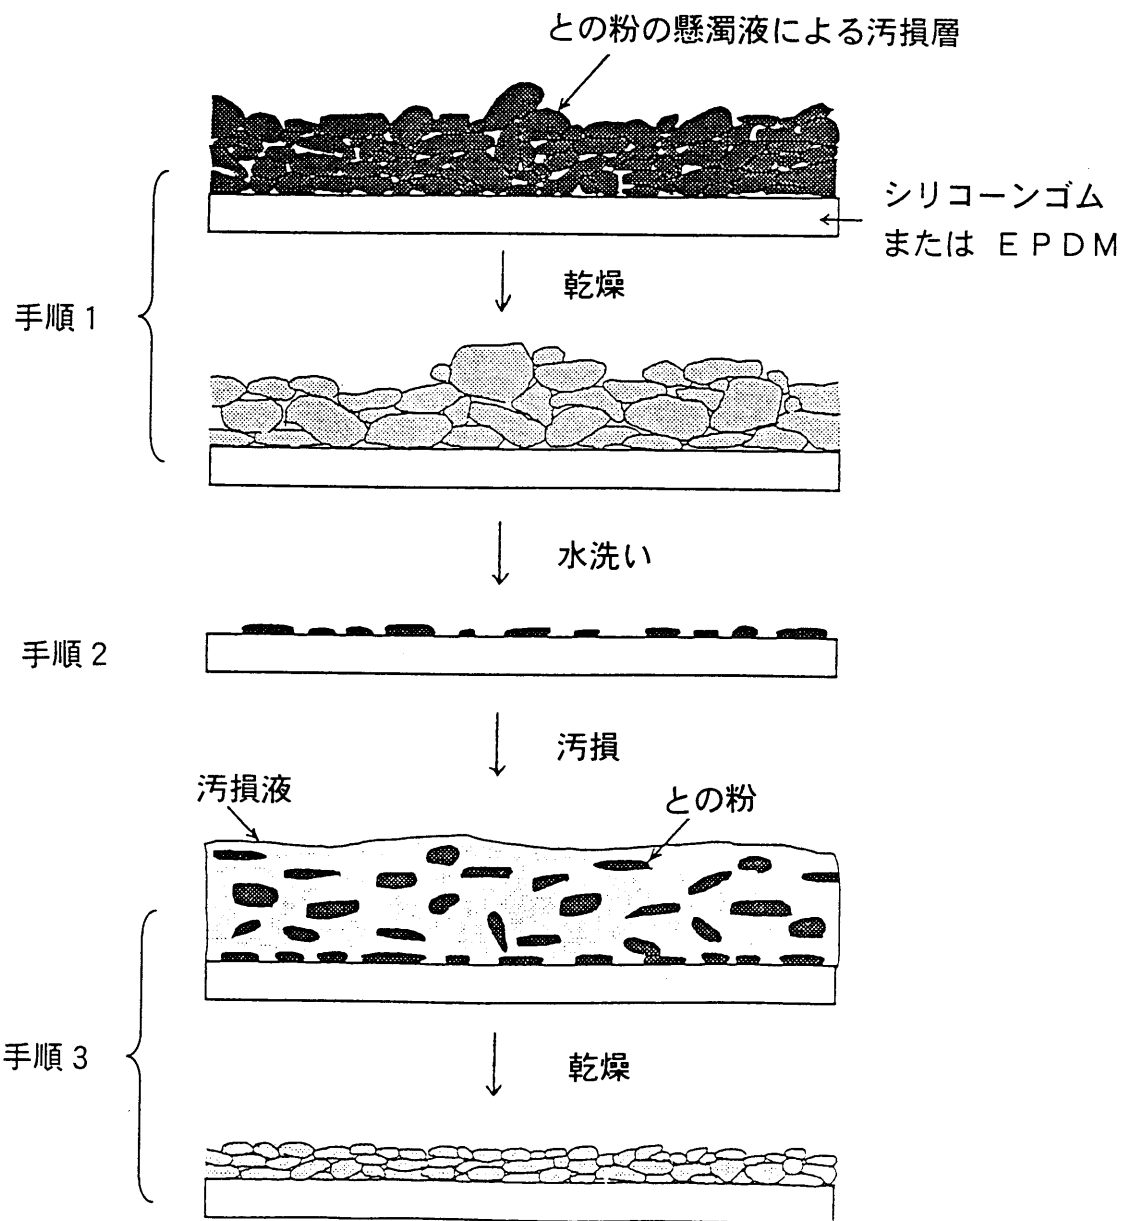 との粉の懸濁液による汚損層
シリコーンゴム
または ＥＰＤＭ
乾燥
手順１
水洗い
手順２
汚損
汚損液
との粉
手順３
乾燥